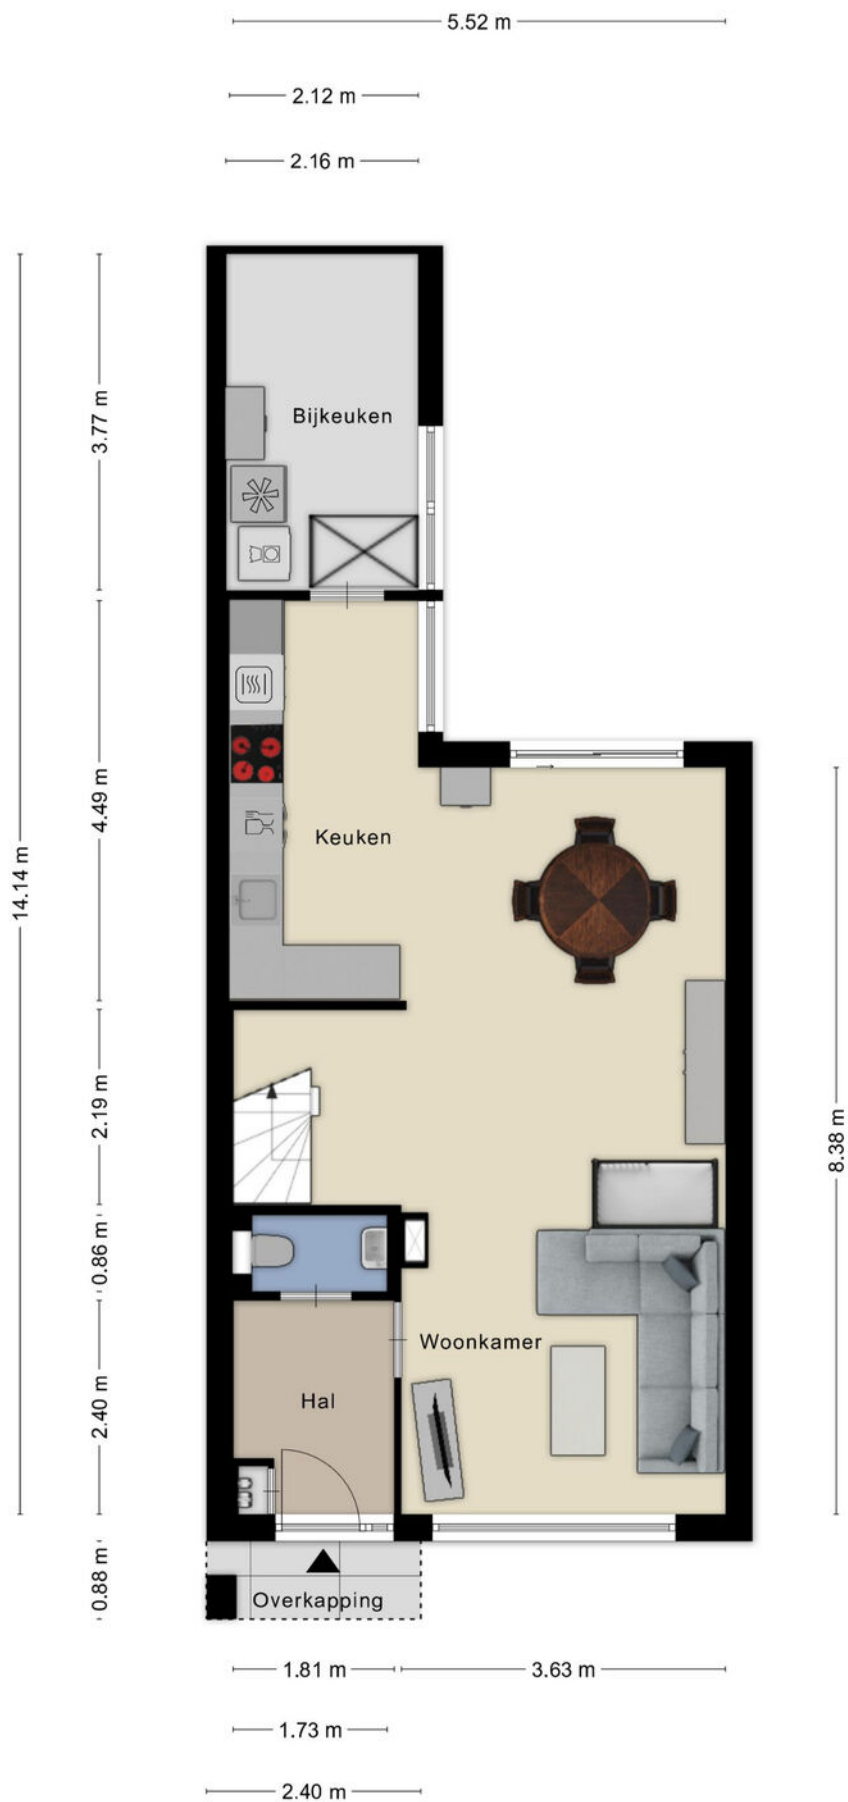 5.52 m
2.12 m
2.16 m
3.77 m
Bijkeuken
4.49 m
Keuken
14.14 m
2.19 m
8.38 m
0.86 m
Woonkamer
2.40 m
Hal
0.88 m
Overkapping
1.81 m
3.63 m
1.73 m
2.40 m